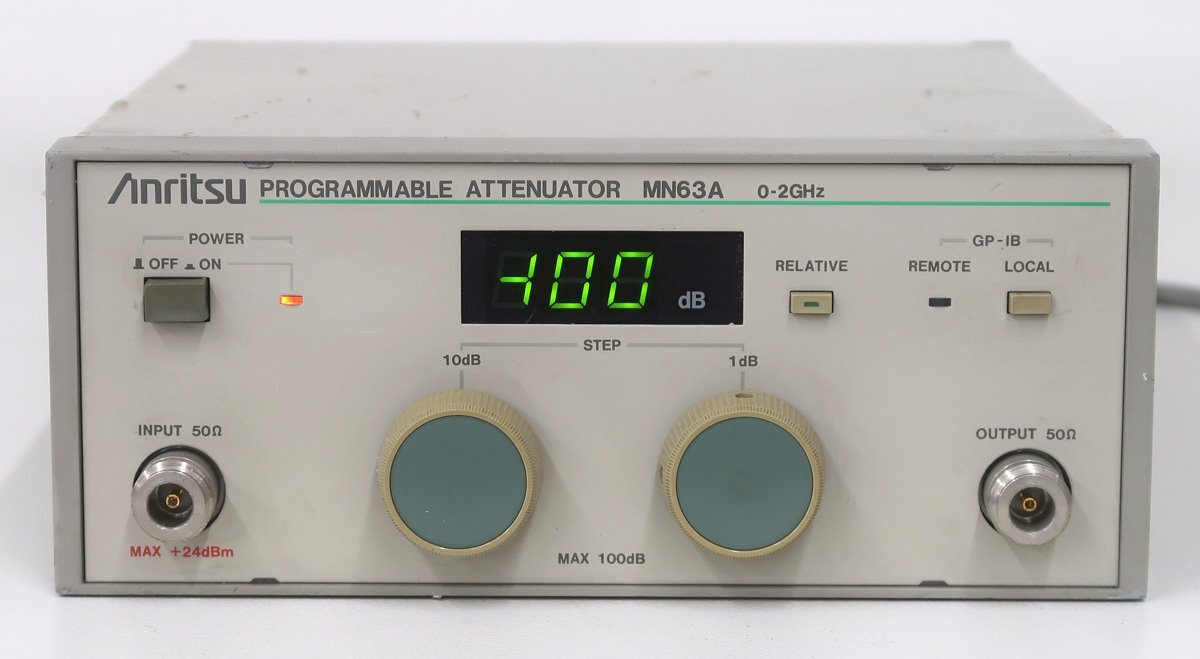 Anritsu PROGRAMMABLE ATTENUATOR MN63A 0-2GHz
POWER
OFF ON
-100 dB
RELATIVE
GP-IB
REMOTE LOCAL
STEP
10dB 1dB
INPUT 50Ω
OUTPUT 50Ω
MAX +24dBm
MAX 100dB